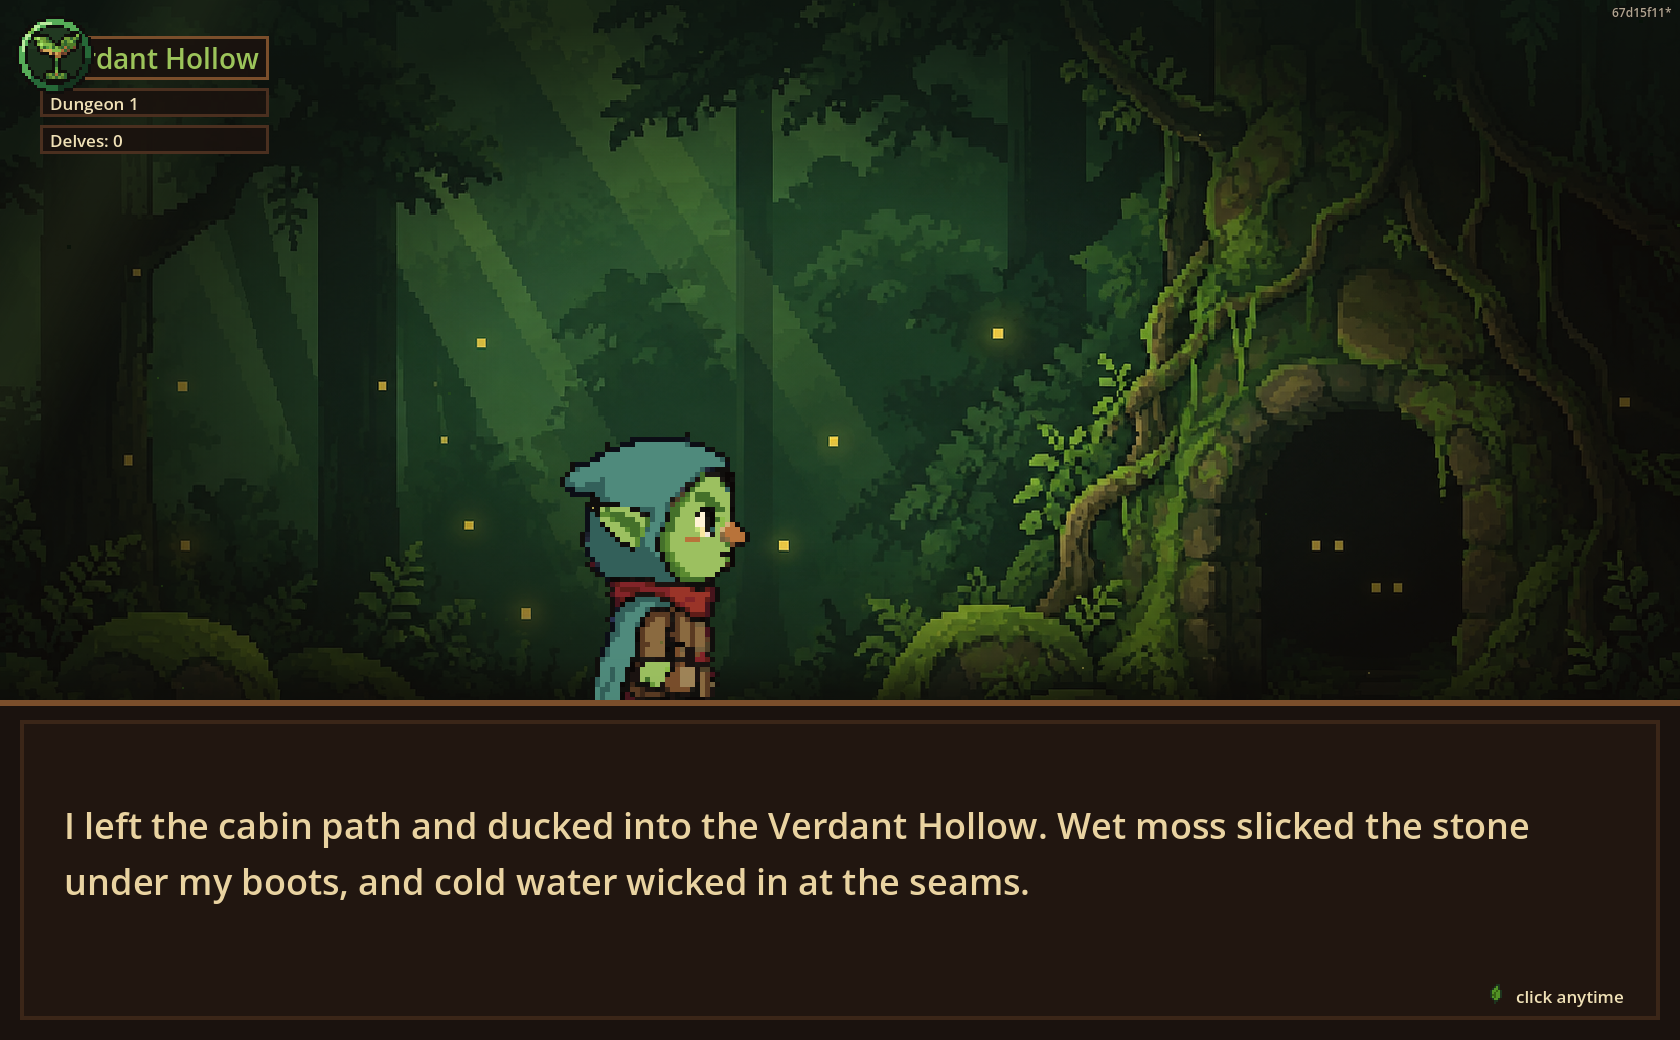 67d15f11*
dant Hollow
Dungeon 1
Delves: 0
I left the cabin path and ducked into the Verdant Hollow. Wet moss slicked the stone
under my boots, and cold water wicked in at the seams.
click anytime